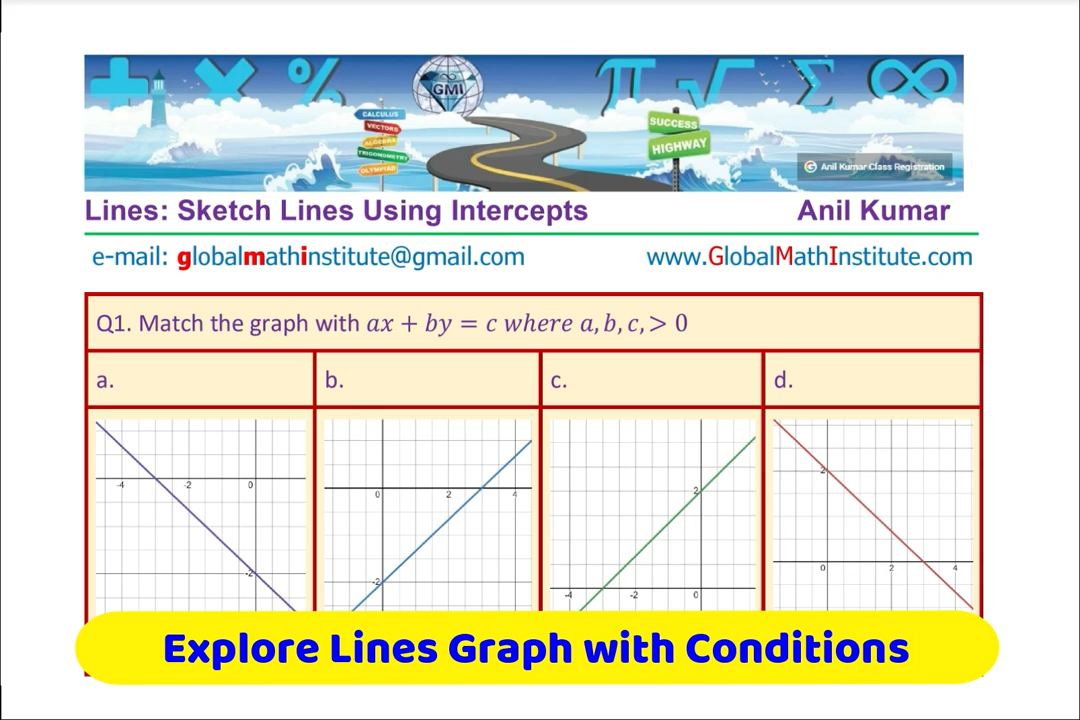 GMI
CALCULUS
VECTORS
ALGEBRA
TRIGONOMETRY
OLYMPIAD
SUCCESS
HIGHWAY
G Anil Kumar Class Registration
Lines: Sketch Lines Using Intercepts Anil Kumar
e-mail: globalmathinstitute@gmail.com www.GlobalMathInstitute.com
Q1. Match the graph with ax + by = c where a, b, c, > 0
a. b. c. d.
-4 -2 0 -2
0 2 4 -2
2 -4 -2 0
2 0 2 4
Explore Lines Graph with Conditions